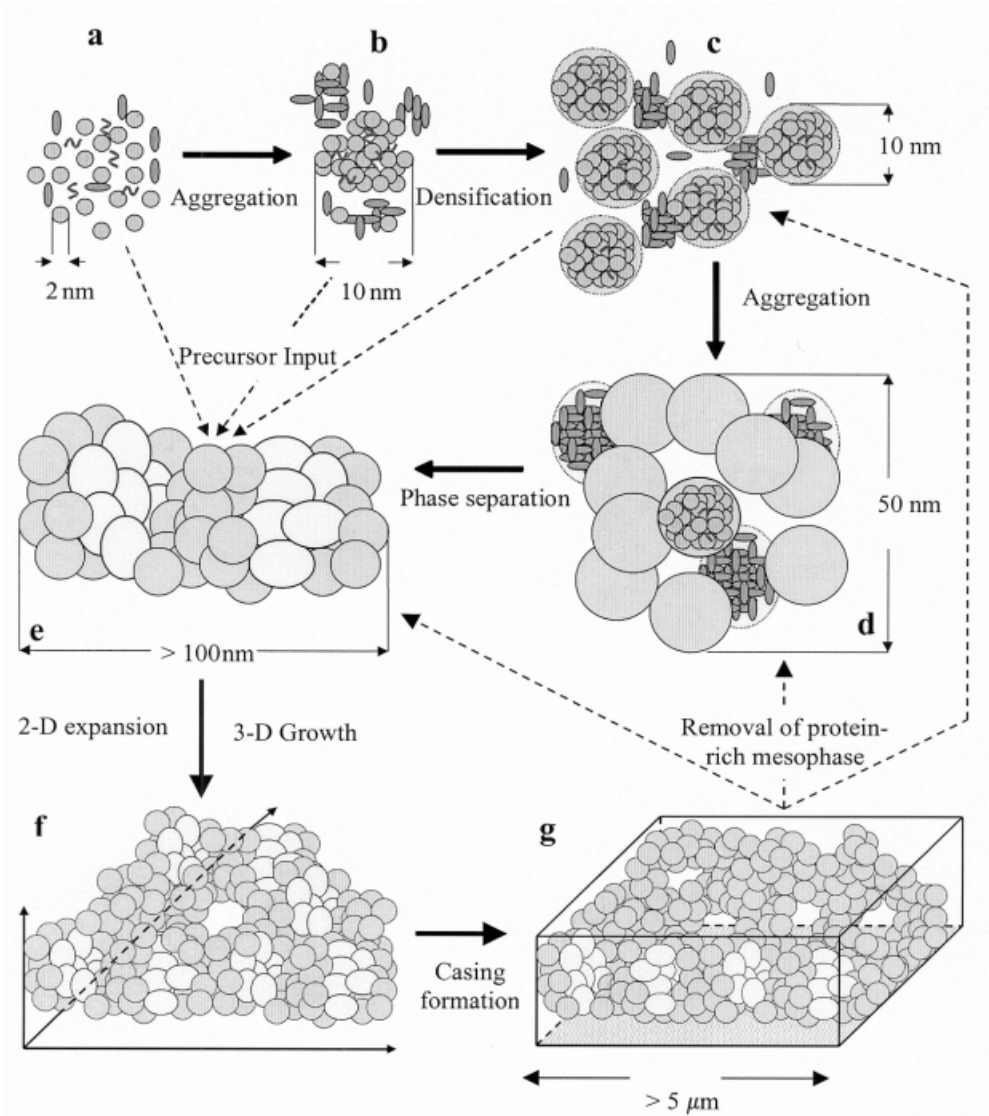 a
b
c
Aggregation
Densification
10 nm
2 nm
10 nm
Aggregation
Precursor Input
Phase separation
50 nm
d
e
> 100nm
2-D expansion
3-D Growth
Removal of protein-
rich mesophase
f
g
Casing
formation
> 5 μm